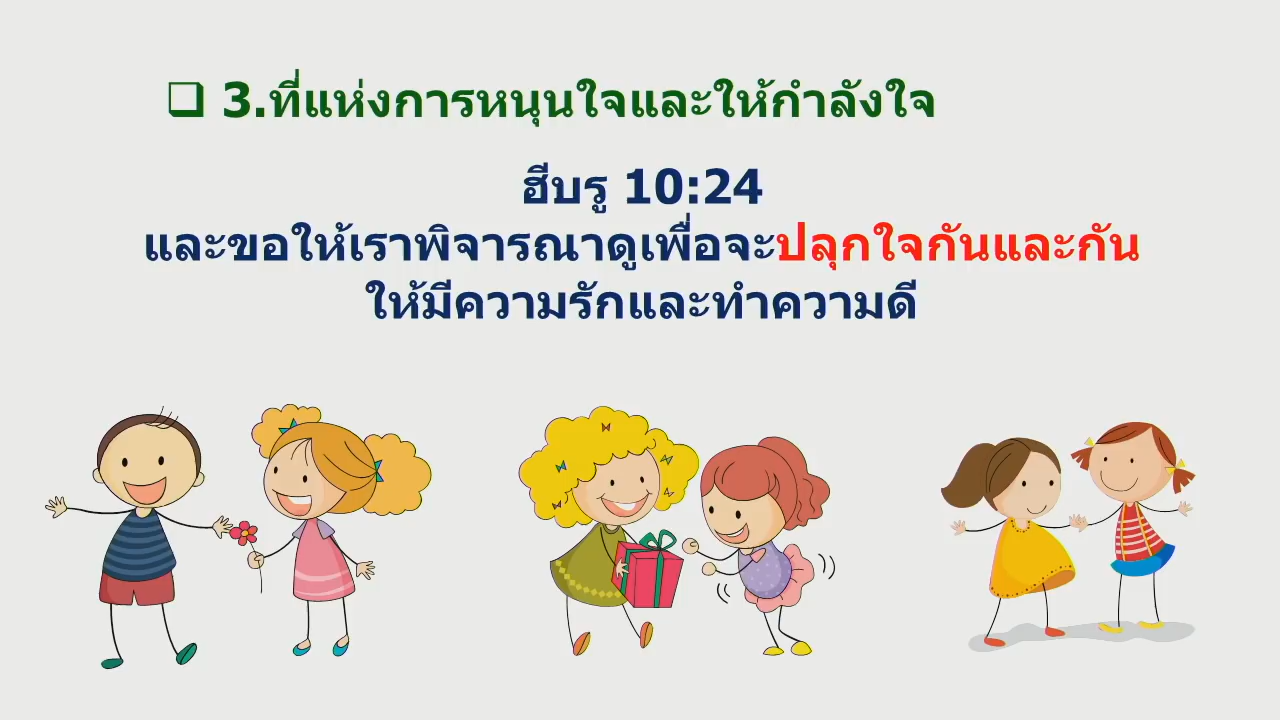 ❑ 3.ที่แห่งการหนุนใจและให้กำลังใจ
ฮีบรู 10:24
และขอให้เราพิจารณาดูเพื่อจะปลุกใจกันและกัน
ให้มีความรักและทำความดี